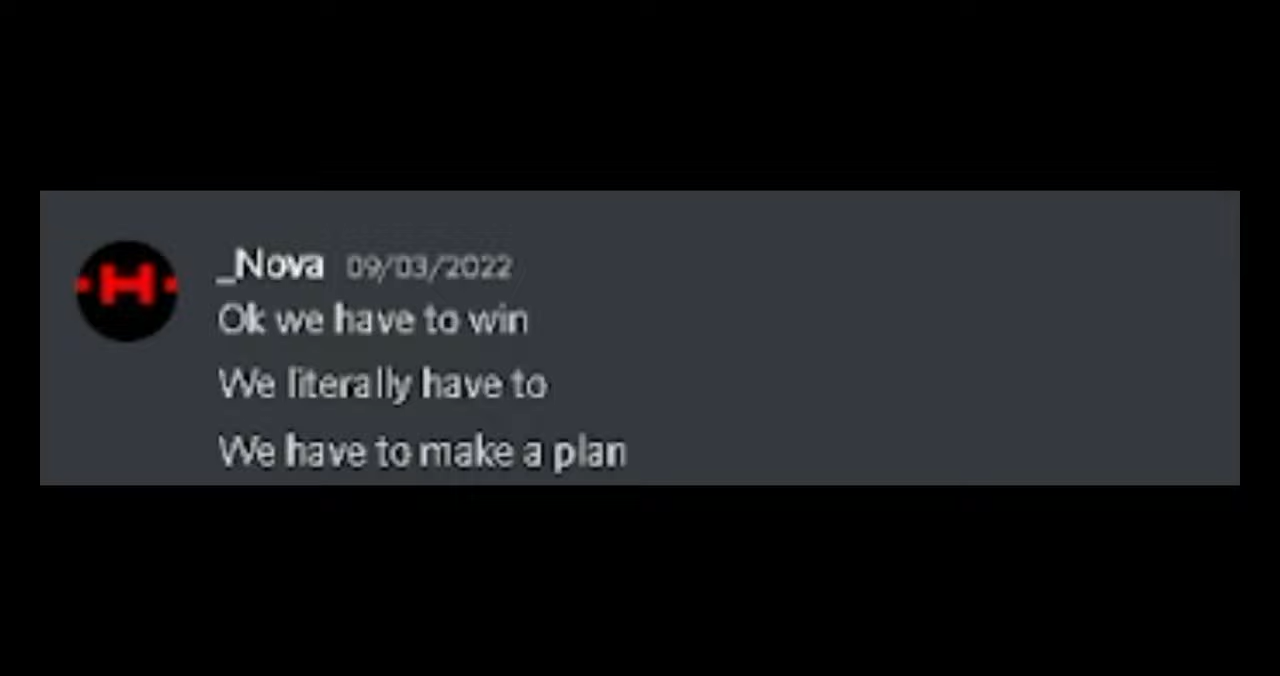 _Nova 09/03/2022
Ok we have to win
We literally have to
We have to make a plan